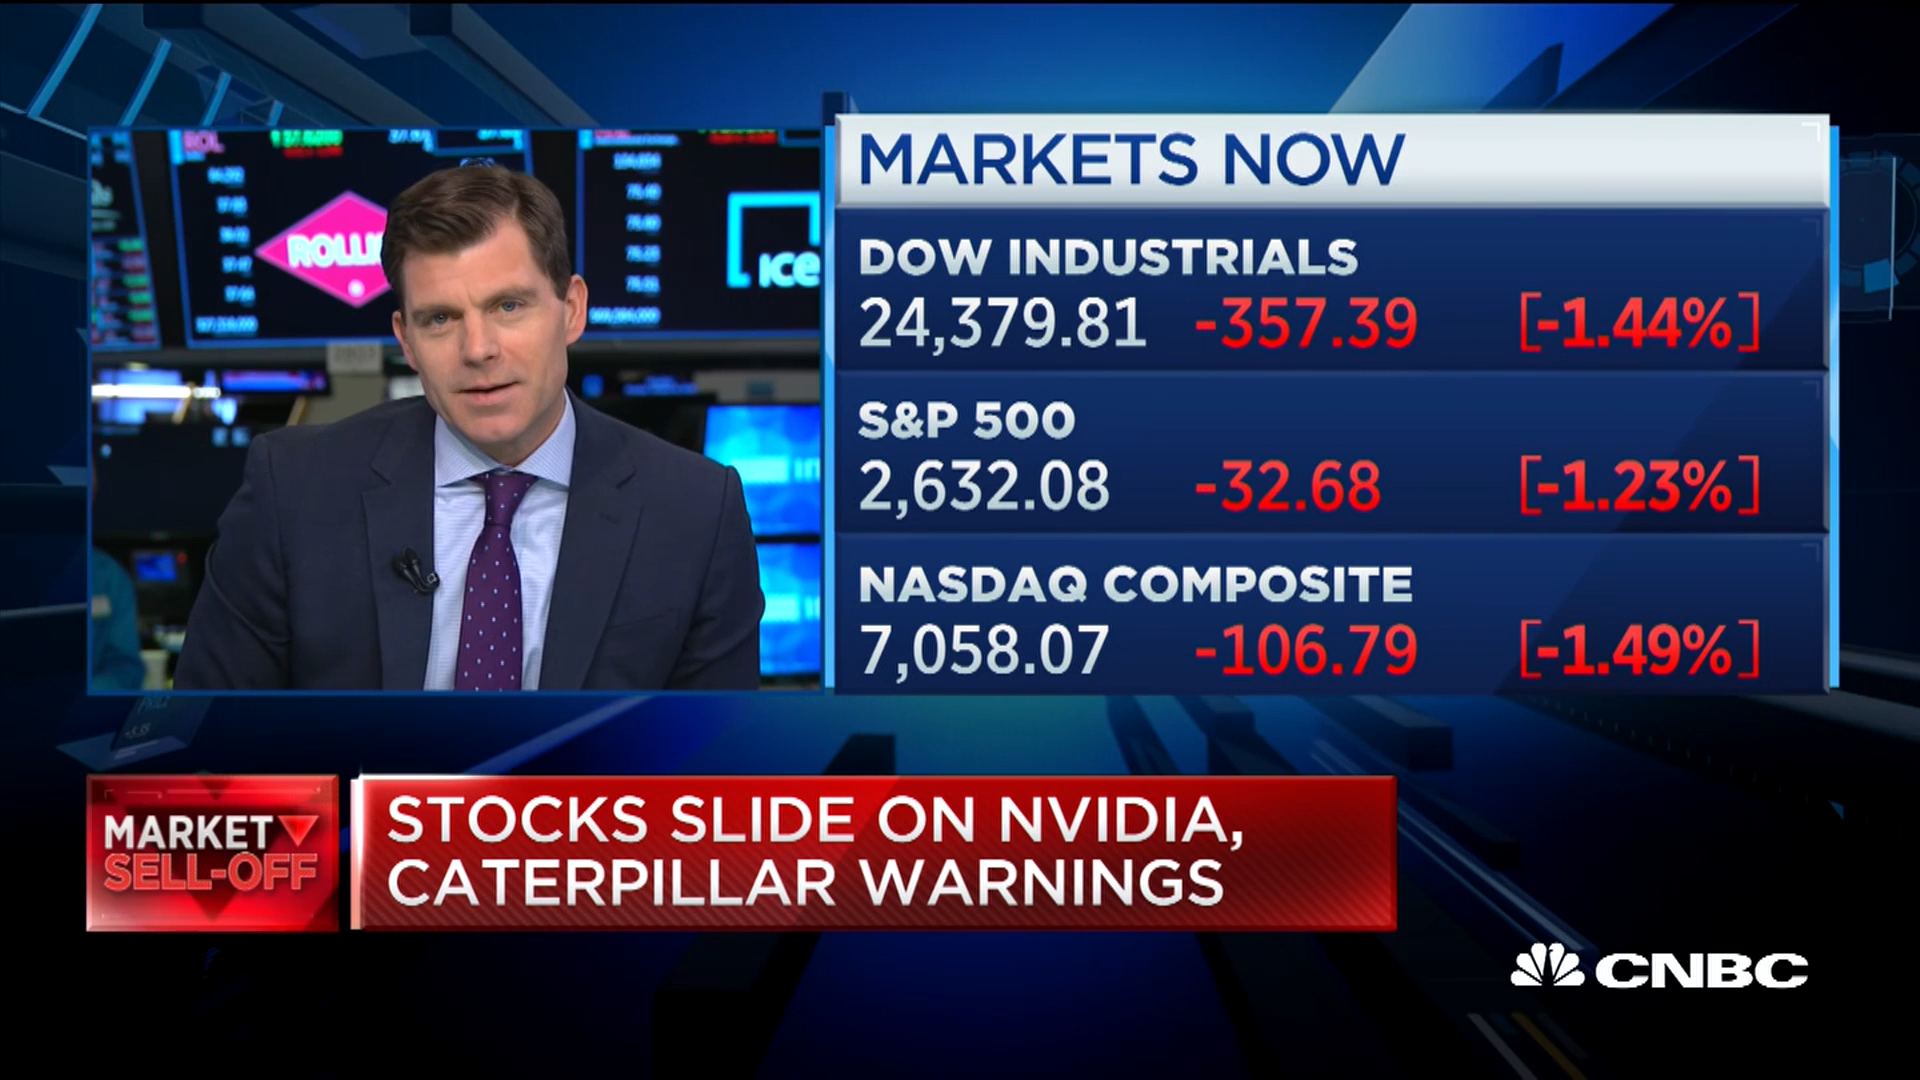 ROL
ROLLI
ICE
MARKETS NOW
DOW INDUSTRIALS
24,379.81 -357.39 [-1.44%]
S&P 500
2,632.08 -32.68 [-1.23%]
NASDAQ COMPOSITE
7,058.07 -106.79 [-1.49%]
MARKET
SELL-OFF
STOCKS SLIDE ON NVIDIA,
CATERPILLAR WARNINGS
CNBC